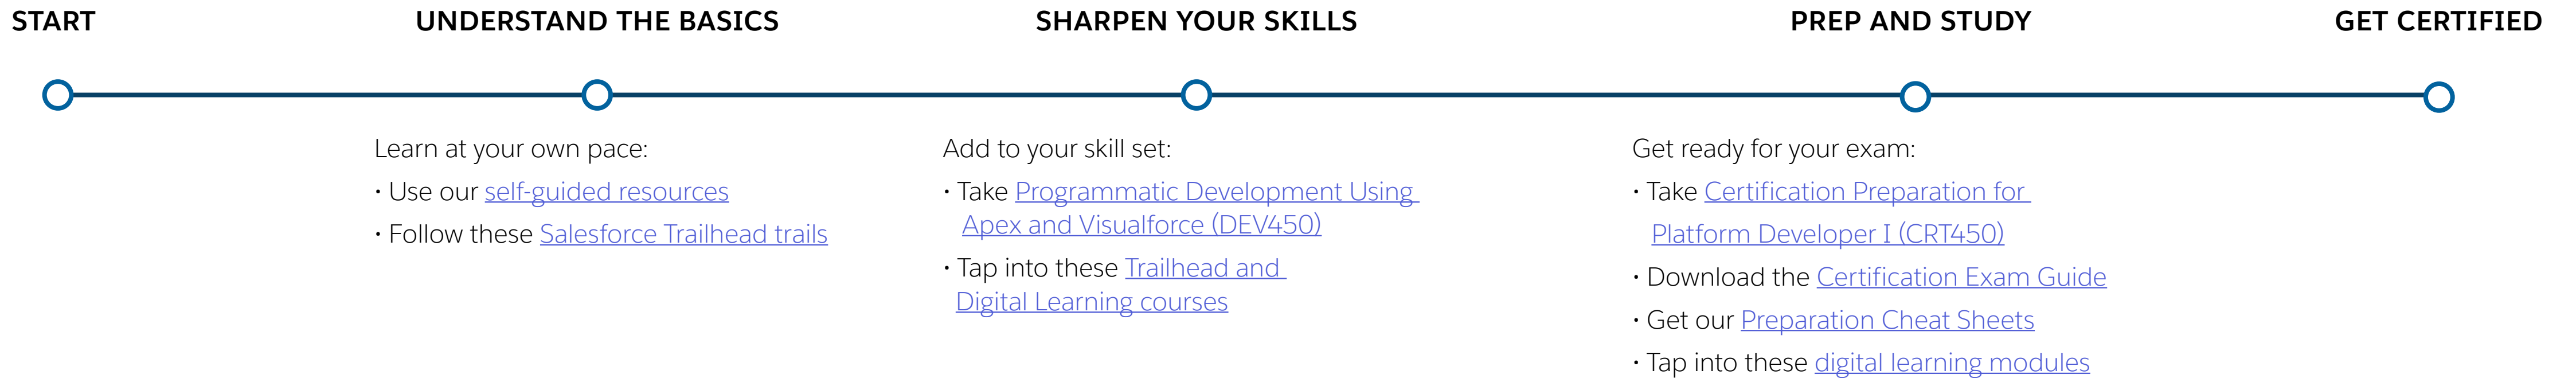 START
UNDERSTAND THE BASICS
SHARPEN YOUR SKILLS
PREP AND STUDY
GET CERTIFIED
Learn at your own pace:
• Use our self-guided resources
• Follow these Salesforce Trailhead trails
Add to your skill set:
• Take Programmatic Development Using
Apex and Visualforce (DEV450)
• Tap into these Trailhead and
Digital Learning courses
Get ready for your exam:
• Take Certification Preparation for
Platform Developer I (CRT450)
• Download the Certification Exam Guide
• Get our Preparation Cheat Sheets
• Tap into these digital learning modules